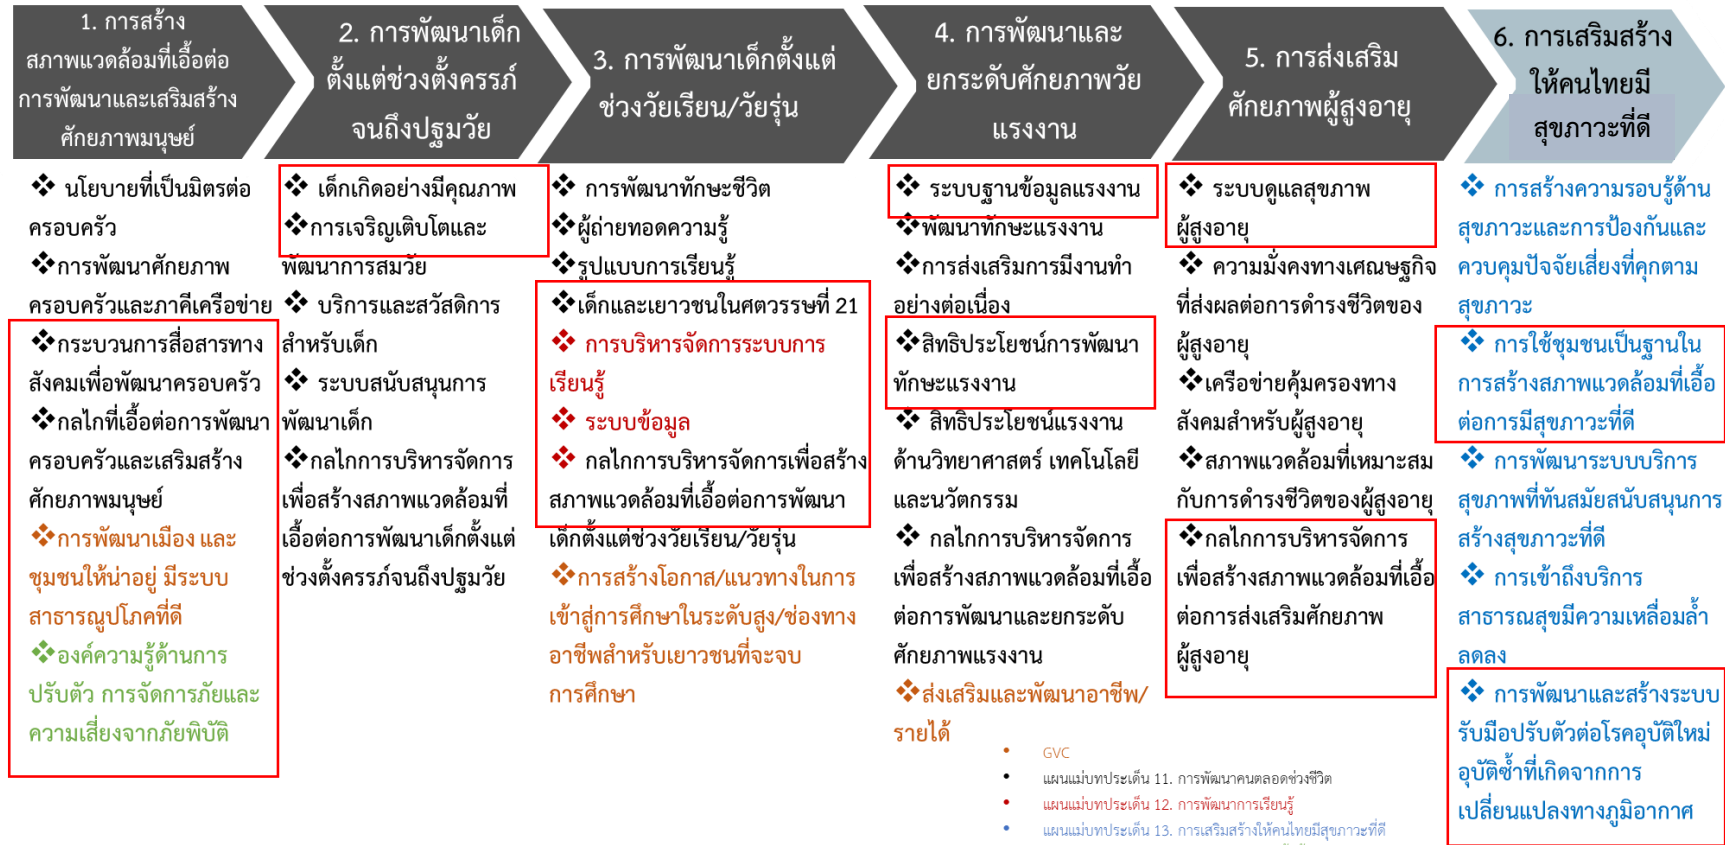 1. การสร้าง
สภาพแวดล้อมที่เอื้อต่อ
การพัฒนาและเสริมสร้าง
ศักยภาพมนุษย์
2. การพัฒนาเด็ก
ตั้งแต่ช่วงตั้งครรภ์
จนถึงปฐมวัย
3. การพัฒนาเด็กตั้งแต่
ช่วงวัยเรียน/วัยรุ่น
4. การพัฒนาและ
ยกระดับศักยภาพวัย
แรงงาน
5. การส่งเสริม
ศักยภาพผู้สูงอายุ
6. การเสริมสร้าง
ให้คนไทยมี
สุขภาวะที่ดี
❖ นโยบายที่เป็นมิตรต่อ
ครอบครัว
❖การพัฒนาศักยภาพ
ครอบครัวและภาคีเครือข่าย
❖กระบวนการสื่อสารทาง
สังคมเพื่อพัฒนาครอบครัว
❖กลไกที่เอื้อต่อการพัฒนา
ครอบครัวและเสริมสร้าง
ศักยภาพมนุษย์
❖การพัฒนาเมือง และ
ชุมชนให้น่าอยู่ มีระบบ
สาธารณูปโภคที่ดี
❖องค์ความรู้ด้านการ
ปรับตัว การจัดการภัยและ
ความเสี่ยงจากภัยพิบัติ
❖ เด็กเกิดอย่างมีคุณภาพ
❖การเจริญเติบโตและ
พัฒนาการสมวัย
❖ บริการและสวัสดิการ
สำหรับเด็ก
❖ ระบบสนับสนุนการ
พัฒนาเด็ก
❖กลไกการบริหารจัดการ
เพื่อสร้างสภาพแวดล้อมที่
เอื้อต่อการพัฒนาเด็กตั้งแต่
ช่วงตั้งครรภ์จนถึงปฐมวัย
❖ การพัฒนาทักษะชีวิต
❖ผู้ถ่ายทอดความรู้
❖รูปแบบการเรียนรู้
❖เด็กและเยาวชนในศตวรรษที่ 21
❖ การบริหารจัดการระบบการ
เรียนรู้
❖ ระบบข้อมูล
❖ กลไกการบริหารจัดการเพื่อสร้าง
สภาพแวดล้อมที่เอื้อต่อการพัฒนา
เด็กตั้งแต่ช่วงวัยเรียน/วัยรุ่น
❖การสร้างโอกาส/แนวทางในการ
เข้าสู่การศึกษาในระดับสูง/ช่องทาง
อาชีพสำหรับเยาวชนที่จะจบ
การศึกษา
❖ ระบบฐานข้อมูลแรงงาน
❖พัฒนาทักษะแรงงาน
❖การส่งเสริมการมีงานทำ
อย่างต่อเนื่อง
❖สิทธิประโยชน์การพัฒนา
ทักษะแรงงาน
❖ สิทธิประโยชน์แรงงาน
ด้านวิทยาศาสตร์ เทคโนโลยี
และนวัตกรรม
❖ กลไกการบริหารจัดการ
เพื่อสร้างสภาพแวดล้อมที่เอื้อ
ต่อการพัฒนาและยกระดับ
ศักยภาพแรงงาน
❖ส่งเสริมและพัฒนาอาชีพ/
รายได้
❖ ระบบดูแลสุขภาพ
ผู้สูงอายุ
❖ ความมั่งคงทางเศณษฐกิจ
ที่ส่งผลต่อการดำรงชีวิตของ
ผู้สูงอายุ
❖เครือข่ายคุ้มครองทาง
สังคมสำหรับผู้สูงอายุ
❖สภาพแวดล้อมที่เหมาะสม
กับการดำรงชีวิตของผู้สูงอายุ
❖กลไกการบริหารจัดการ
เพื่อสร้างสภาพแวดล้อมที่เอื้อ
ต่อการส่งเสริมศักยภาพ
ผู้สูงอายุ
❖ การสร้างความรอบรู้ด้าน
สุขภาวะและการป้องกันและ
ควบคุมปัจจัยเสี่ยงที่คุกตาม
สุขภาวะ
❖ การใช้ชุมชนเป็นฐานใน
การสร้างสภาพแวดล้อมที่เอื้อ
ต่อการมีสุขภาวะที่ดี
❖ การพัฒนาระบบบริการ
สุขภาพที่ทันสมัยสนับสนุนการ
สร้างสุขภาวะที่ดี
❖ การเข้าถึงบริการ
สาธารณสุขมีความเหลื่อมล้ำ
ลดลง
❖ การพัฒนาและสร้างระบบ
รับมือปรับตัวต่อโรคอุบัติใหม่
อุบัติซ้ำที่เกิดจากการ
เปลี่ยนแปลงทางภูมิอากาศ
• GVC
• แผนแม่บทประเด็น 11. การพัฒนาคนตลอดช่วงชีวิต
• แผนแม่บทประเด็น 12. การพัฒนาการเรียนรู้
• แผนแม่บทประเด็น 13. การเสริมสร้างให้คนไทยมีสุขภาวะที่ดี